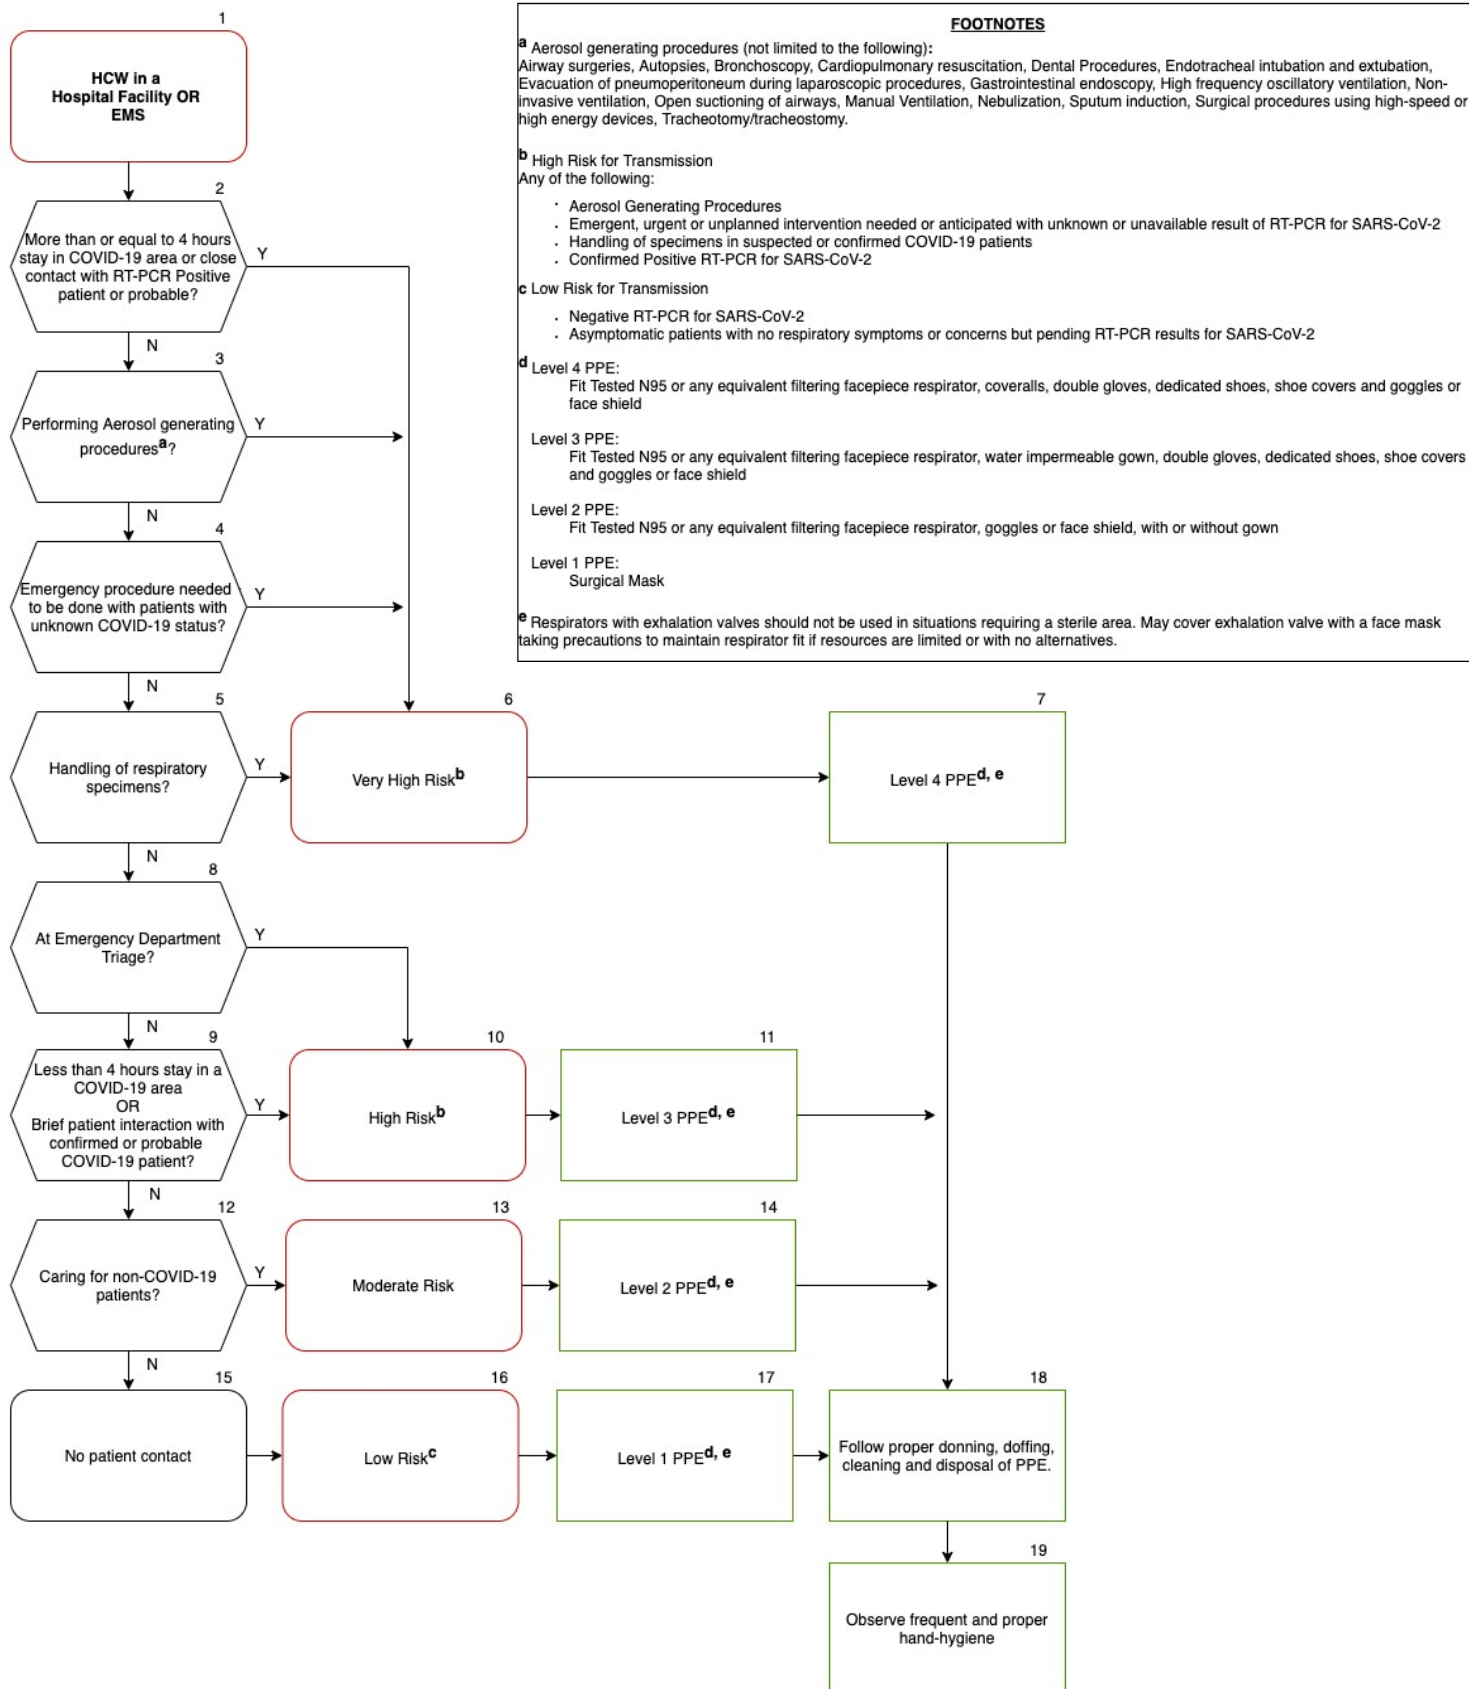 1
HCW in a
Hospital Facility OR
EMS
2
More than or equal to 4 hours
stay in COVID-19 area or close
contact with RT-PCR Positive
patient or probable?
Y
N
3
Performing Aerosol generating
proceduresa?
Y
N
4
Emergency procedure needed
to be done with patients with
unknown COVID-19 status?
Y
N
5
Handling of respiratory
specimens?
Y
N
6
Very High Riskb
7
Level 4 PPEd, e
8
At Emergency Department
Triage?
Y
N
9
Less than 4 hours stay in a
COVID-19 area
OR
Brief patient interaction with
confirmed or probable
COVID-19 patient?
Y
N
10
High Riskb
11
Level 3 PPEd, e
12
Caring for non-COVID-19
patients?
Y
N
13
Moderate Risk
14
Level 2 PPEd, e
15
No patient contact
16
Low Riskc
17
Level 1 PPEd, e
18
Follow proper donning, doffing,
cleaning and disposal of PPE.
19
Observe frequent and proper
hand-hygiene
FOOTNOTES
a Aerosol generating procedures (not limited to the following):
Airway surgeries, Autopsies, Bronchoscopy, Cardiopulmonary resuscitation, Dental Procedures, Endotracheal intubation and extubation,
Evacuation of pneumoperitoneum during laparoscopic procedures, Gastrointestinal endoscopy, High frequency oscillatory ventilation, Non-
invasive ventilation, Open suctioning of airways, Manual Ventilation, Nebulization, Sputum induction, Surgical procedures using high-speed or
high energy devices, Tracheotomy/tracheostomy.
b High Risk for Transmission
Any of the following:
· Aerosol Generating Procedures
· Emergent, urgent or unplanned intervention needed or anticipated with unknown or unavailable result of RT-PCR for SARS-CoV-2
· Handling of specimens in suspected or confirmed COVID-19 patients
· Confirmed Positive RT-PCR for SARS-CoV-2
c Low Risk for Transmission
· Negative RT-PCR for SARS-CoV-2
· Asymptomatic patients with no respiratory symptoms or concerns but pending RT-PCR results for SARS-CoV-2
d Level 4 PPE:
Fit Tested N95 or any equivalent filtering facepiece respirator, coveralls, double gloves, dedicated shoes, shoe covers and goggles or
face shield
Level 3 PPE:
Fit Tested N95 or any equivalent filtering facepiece respirator, water impermeable gown, double gloves, dedicated shoes, shoe covers
and goggles or face shield
Level 2 PPE:
Fit Tested N95 or any equivalent filtering facepiece respirator, goggles or face shield, with or without gown
Level 1 PPE:
Surgical Mask
e Respirators with exhalation valves should not be used in situations requiring a sterile area. May cover exhalation valve with a face mask
taking precautions to maintain respirator fit if resources are limited or with no alternatives.